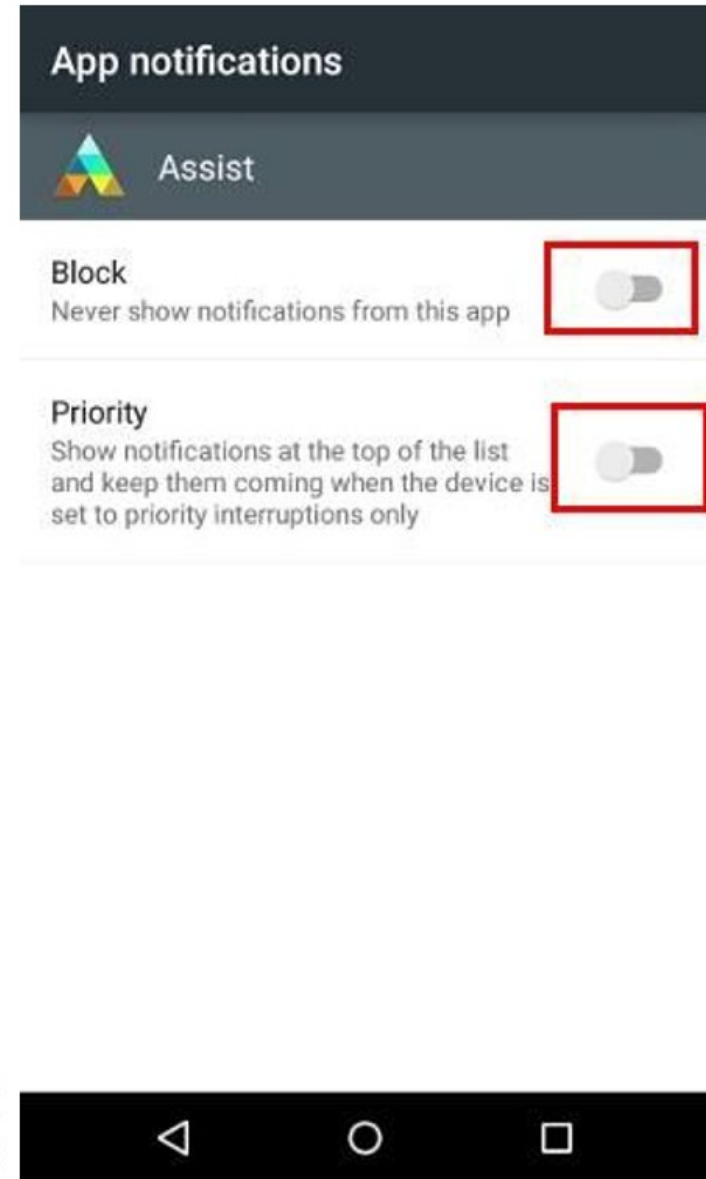 App notifications
Assist
Block
Never show notifications from this app
Priority
Show notifications at the top of the list
and keep them coming when the device is
set to priority interruptions only